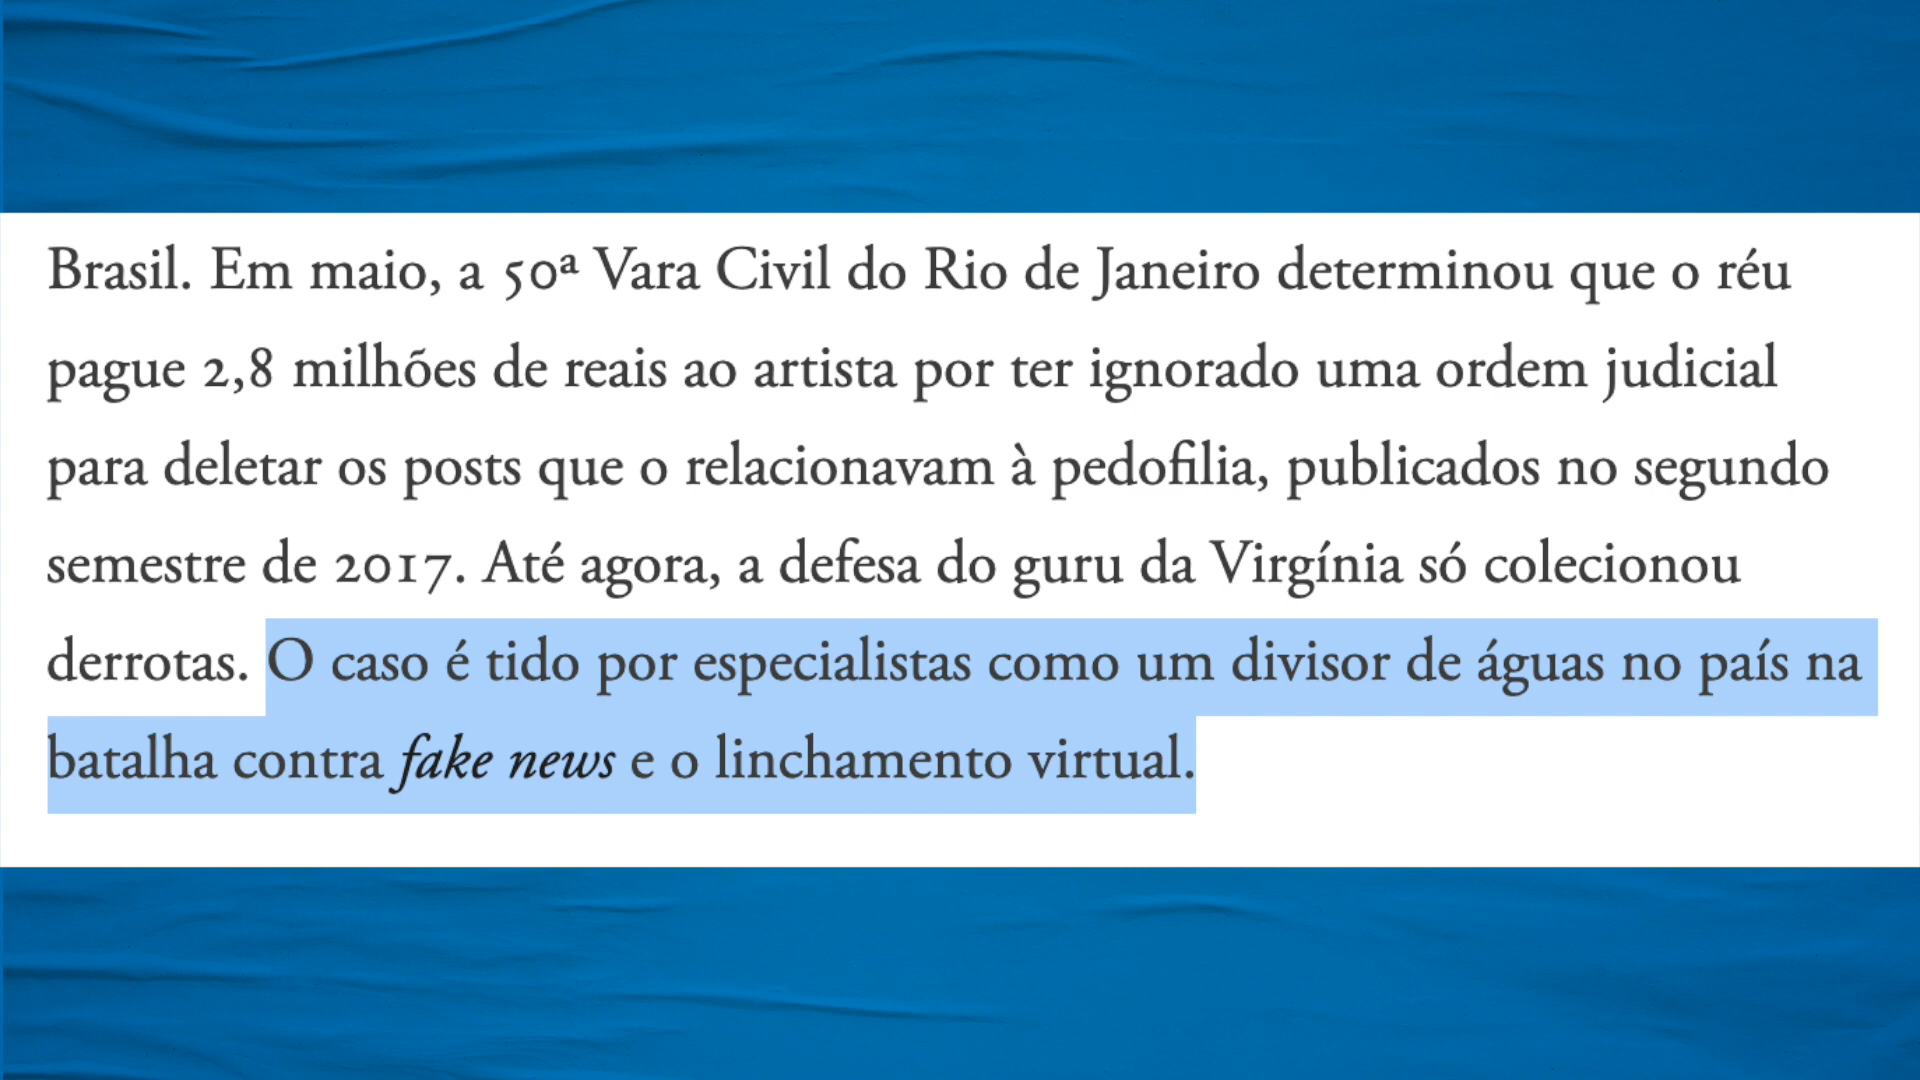 Brasil. Em maio, a 50ª Vara Civil do Rio de Janeiro determinou que o réu
pague 2,8 milhões de reais ao artista por ter ignorado uma ordem judicial
para deletar os posts que o relacionavam à pedofilia, publicados no segundo
semestre de 2017. Até agora, a defesa do guru da Virgínia só colecionou
derrotas. O caso é tido por especialistas como um divisor de águas no país na
batalha contra fake news e o linchamento virtual.